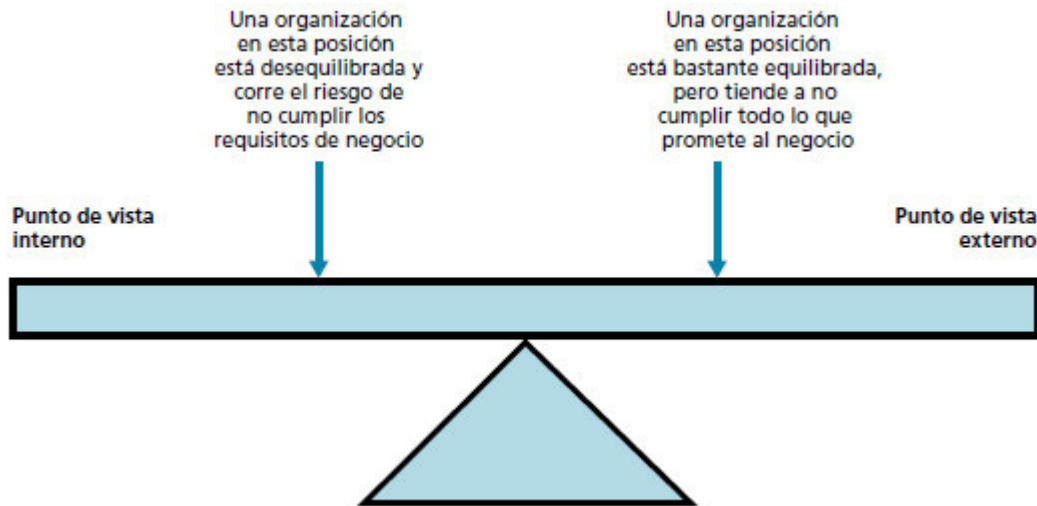 Una organización
en esta posición
está desequilibrada y
corre el riesgo de
no cumplir los
requisitos de negocio
Una organización
en esta posición
está bastante equilibrada,
pero tiende a no
cumplir todo lo que
promete al negocio
Punto de vista
interno
Punto de vista
externo